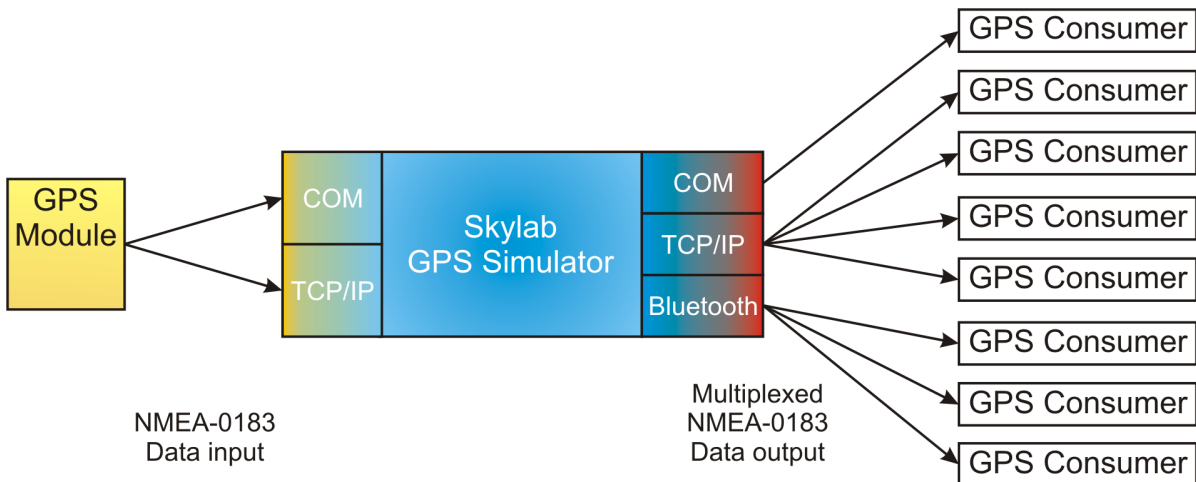 GPS
Module
NMEA-0183
Data input
COM
TCP/IP
Skylab
GPS Simulator
COM
TCP/IP
Bluetooth
Multiplexed
NMEA-0183
Data output
GPS Consumer
GPS Consumer
GPS Consumer
GPS Consumer
GPS Consumer
GPS Consumer
GPS Consumer
GPS Consumer